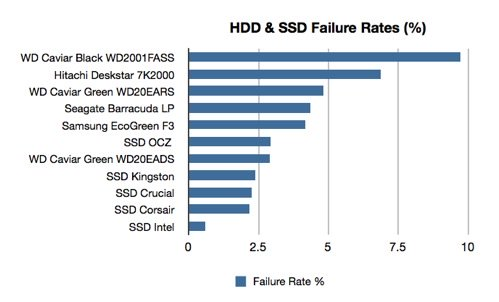 HDD & SSD Failure Rates (%)
WD Caviar Black WD2001FASS
Hitachi Deskstar 7K2000
WD Caviar Green WD20EARS
Seagate Barracuda LP
Samsung EcoGreen F3
SSD OCZ
WD Caviar Green WD20EADS
SSD Kingston
SSD Crucial
SSD Corsair
SSD Intel
0 2.5 5 7.5 10
Failure Rate %